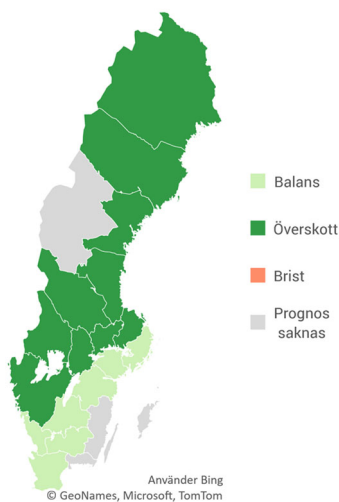 Balans
Överskott
Brist
Prognos
saknas
Använder Bing
© GeoNames, Microsoft, TomTom